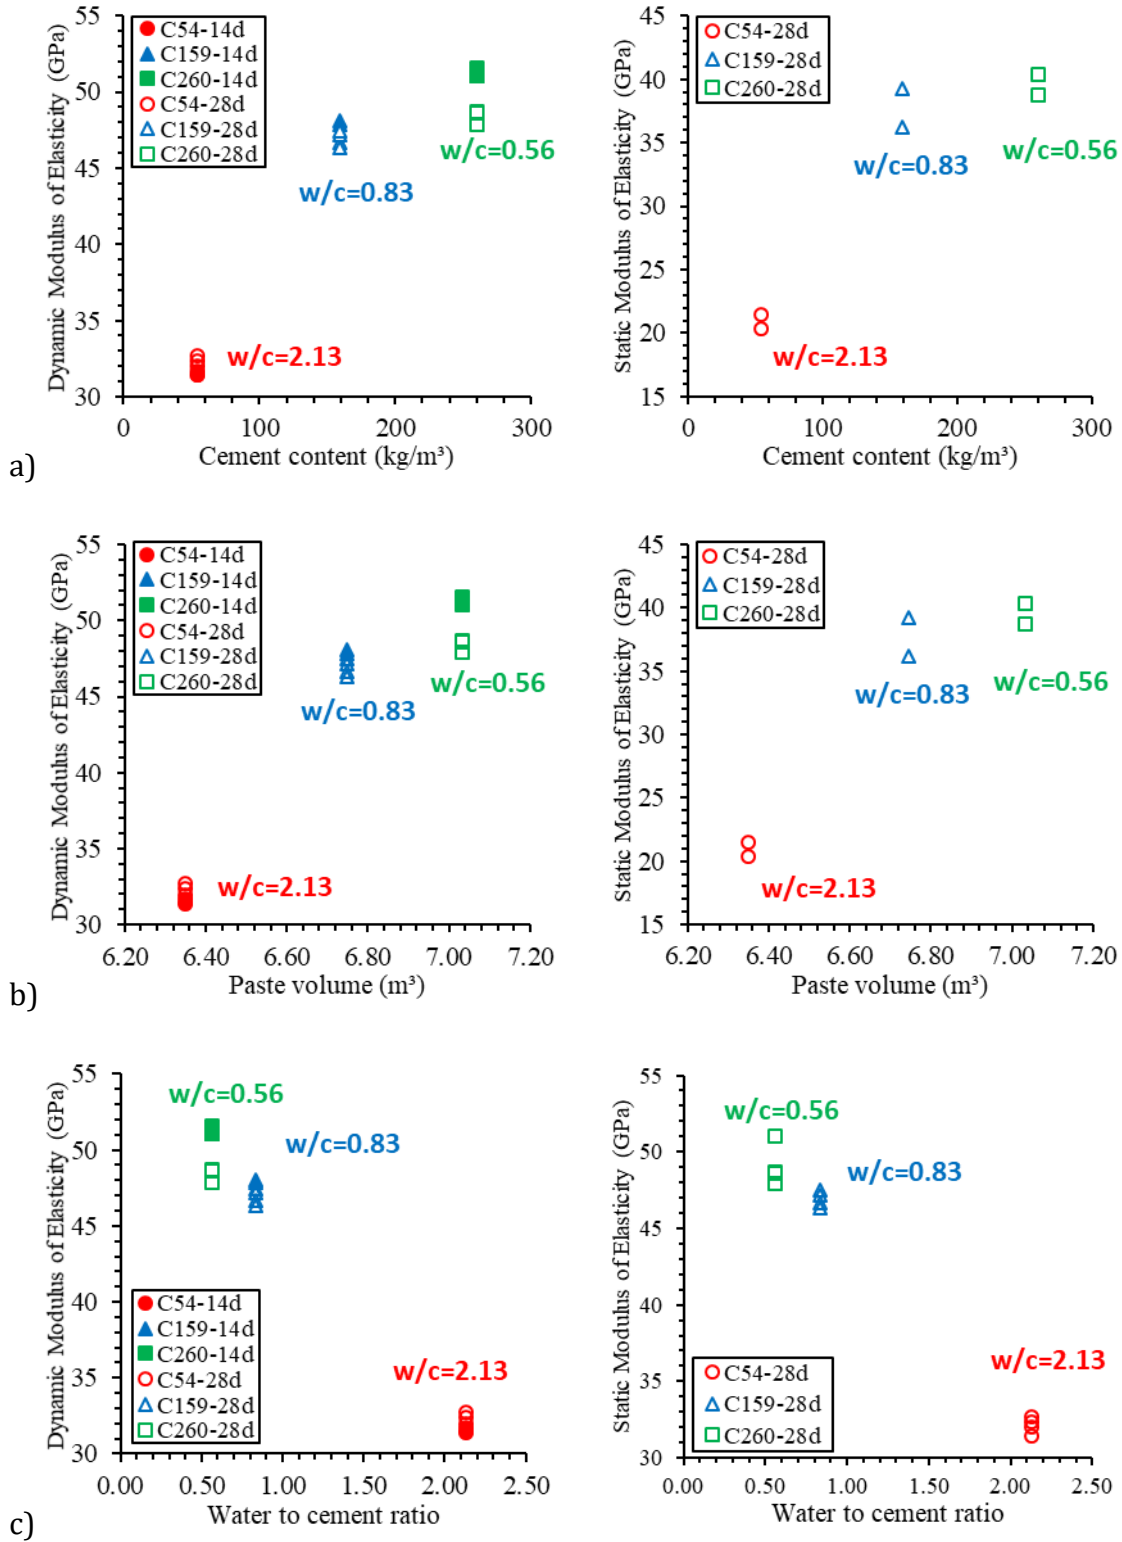 Dynamic Modulus of Elasticity (GPa)
55
50
45
40
35
30
C54-14d
C159-14d
C260-14d
C54-28d
C159-28d
C260-28d
w/c=0.56
w/c=0.83
w/c=2.13
0 100 200 300
Cement content (kg/m³)
Static Modulus of Elasticity (GPa)
45
40
35
30
25
20
15
C54-28d
C159-28d
C260-28d
w/c=0.56
w/c=0.83
w/c=2.13
0 100 200 300
Cement content (kg/m³)
a)
Dynamic Modulus of Elasticity (GPa)
55
50
45
40
35
30
C54-14d
C159-14d
C260-14d
C54-28d
C159-28d
C260-28d
w/c=0.56
w/c=0.83
w/c=2.13
6.20 6.40 6.60 6.80 7.00 7.20
Paste volume (m³)
Static Modulus of Elasticity (GPa)
45
40
35
30
25
20
15
C54-28d
C159-28d
C260-28d
w/c=0.56
w/c=0.83
w/c=2.13
6.20 6.40 6.60 6.80 7.00 7.20
Paste volume (m³)
b)
Dynamic Modulus of Elasticity (GPa)
55
50
45
40
35
30
w/c=0.56
w/c=0.83
C54-14d
C159-14d
C260-14d
C54-28d
C159-28d
C260-28d
w/c=2.13
0.00 0.50 1.00 1.50 2.00 2.50
Water to cement ratio
Static Modulus of Elasticity (GPa)
55
50
45
40
35
30
w/c=0.56
w/c=0.83
w/c=2.13
C54-28d
C159-28d
C260-28d
0.00 0.50 1.00 1.50 2.00 2.50
Water to cement ratio
c)